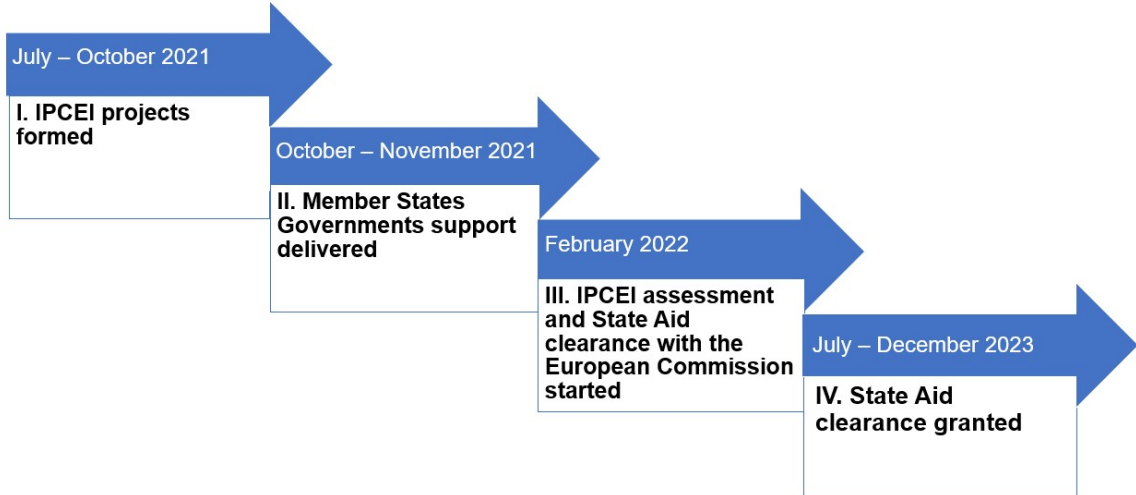 July – October 2021
I. IPCEI projects
formed
October – November 2021
II. Member States
Governments support
delivered
February 2022
III. IPCEI assessment
and State Aid
clearance with the
European Commission
started
July – December 2023
IV. State Aid
clearance granted